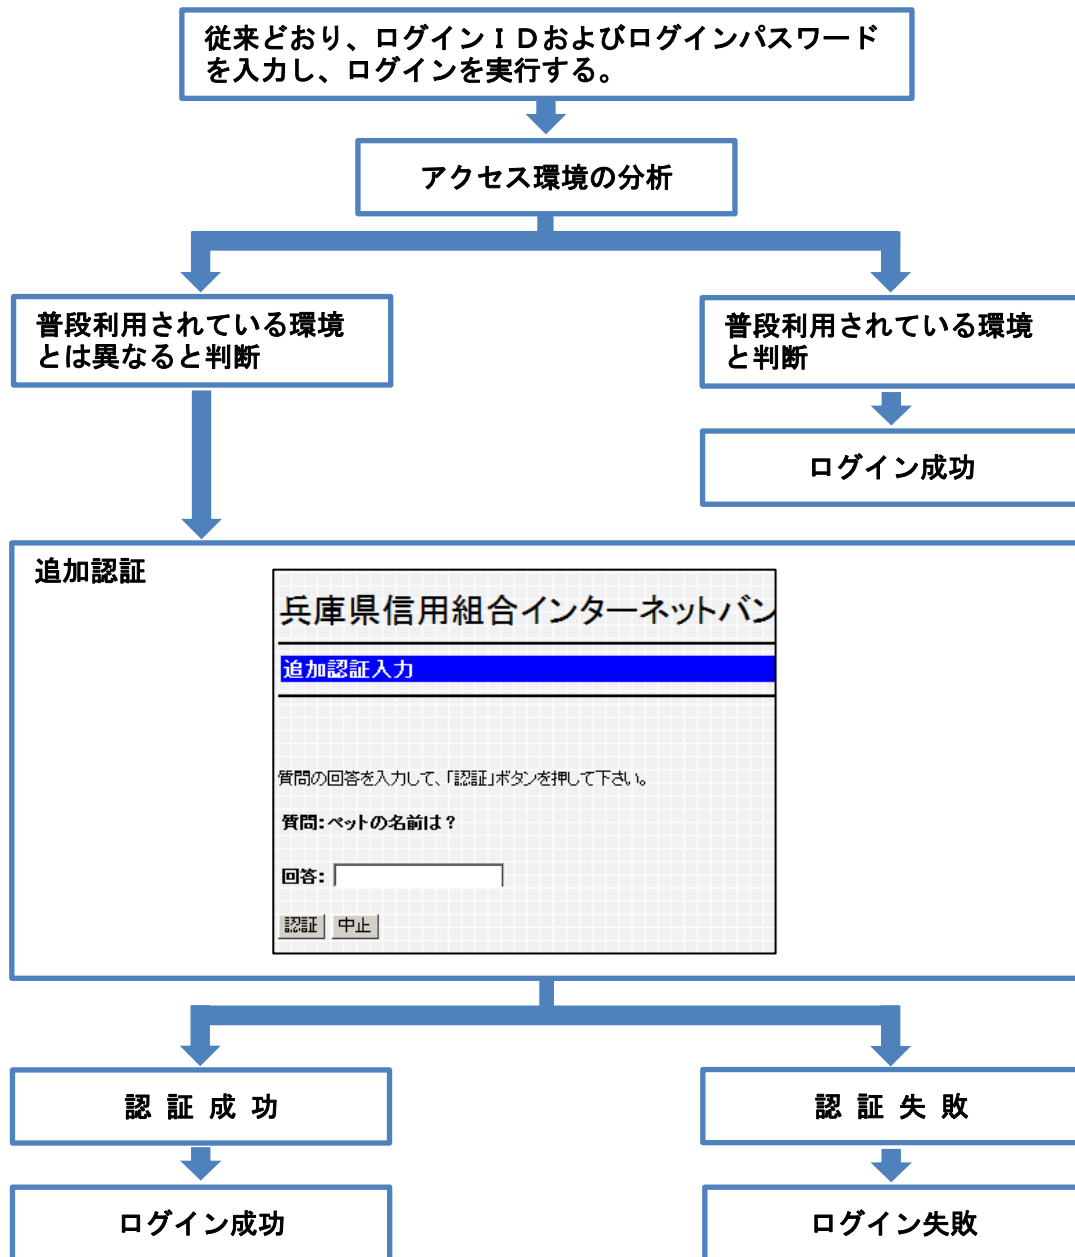 従来どおり、ログインＩＤおよびログインパスワード
を入力し、ログインを実行する。
アクセス環境の分析
普段利用されている環境
とは異なると判断
普段利用されている環境
と判断
ログイン成功
追加認証
兵庫県信用組合インターネットバン
追加認証入力
質問の回答を入力して、「認証」ボタンを押して下さい。
質問:ペットの名前は？
回答:
認証 中止
認 証 成 功
認 証 失 敗
ログイン成功
ログイン失敗